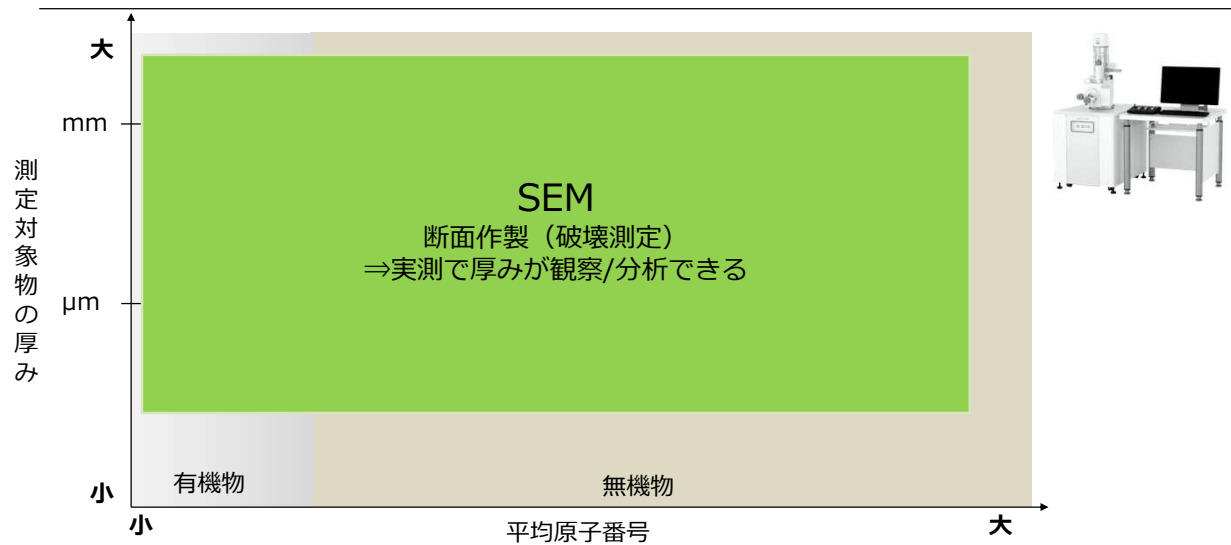 大
mm
測定対象物の厚み
SEM
断面作製（破壊測定）
⇒実測で厚みが観察/分析できる
µm
有機物
無機物
小
小
平均原子番号
大